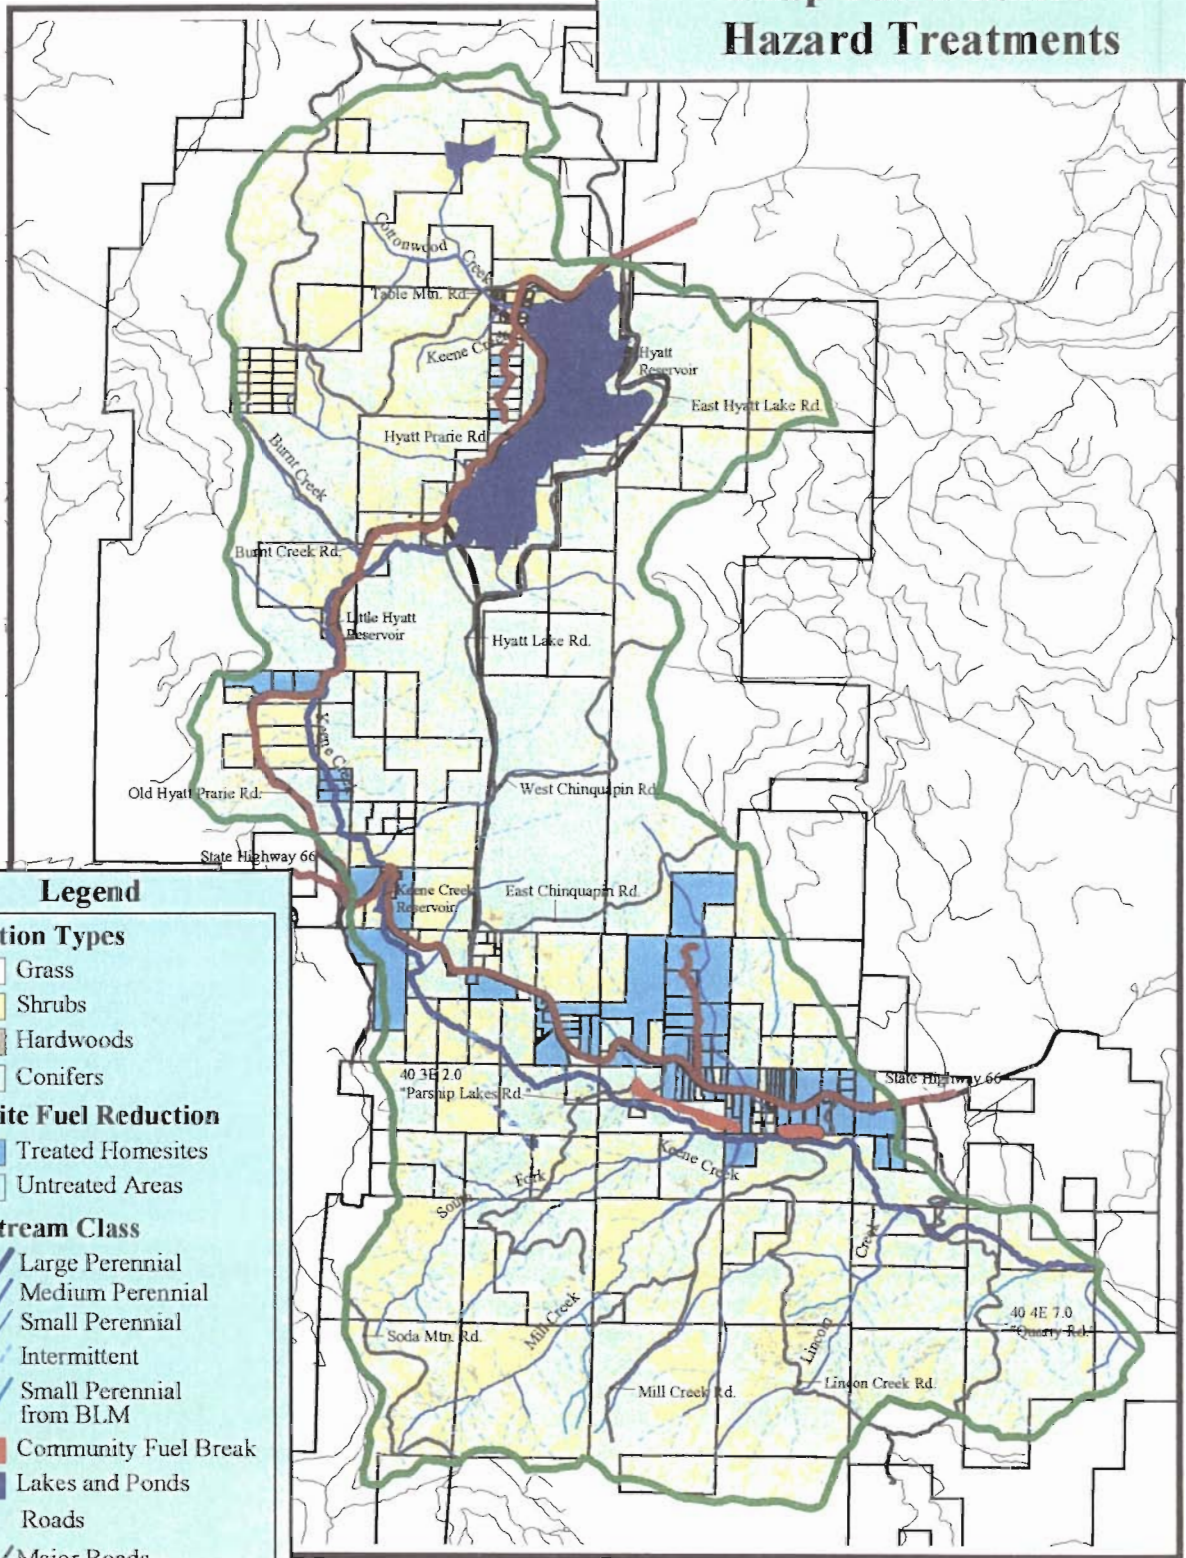 Hazard Treatments
Cottonwood
Creek
Table Mtn. Rd.
Keene Creek
Hyatt
Reservoir
East Hyatt Lake Rd.
Hyatt Prarie Rd
Burnt Creek
Burnt Creek Rd.
Little Hyatt
Reservoir
Hyatt Lake Rd.
Keene Creek
Old Hyatt Prarie Rd.
West Chinquapin Rd.
State Highway 66
Keene Creek
Reservoir
East Chinquapin Rd.
40 3E 2.0
"Parsnip Lakes Rd."
State Highway 66
Keene Creek
South Fork
Creek
Lincoln
Mill Creek
40 4E 7.0
"Quarry Rd."
Soda Mtn. Rd.
Mill Creek Rd.
Lincon Creek Rd.
Legend
tion Types
Grass
Shrubs
Hardwoods
Conifers
ite Fuel Reduction
Treated Homesites
Untreated Areas
tream Class
Large Perennial
Medium Perennial
Small Perennial
Intermittent
Small Perennial
from BLM
Community Fuel Break
Lakes and Ponds
Roads
Major Roads